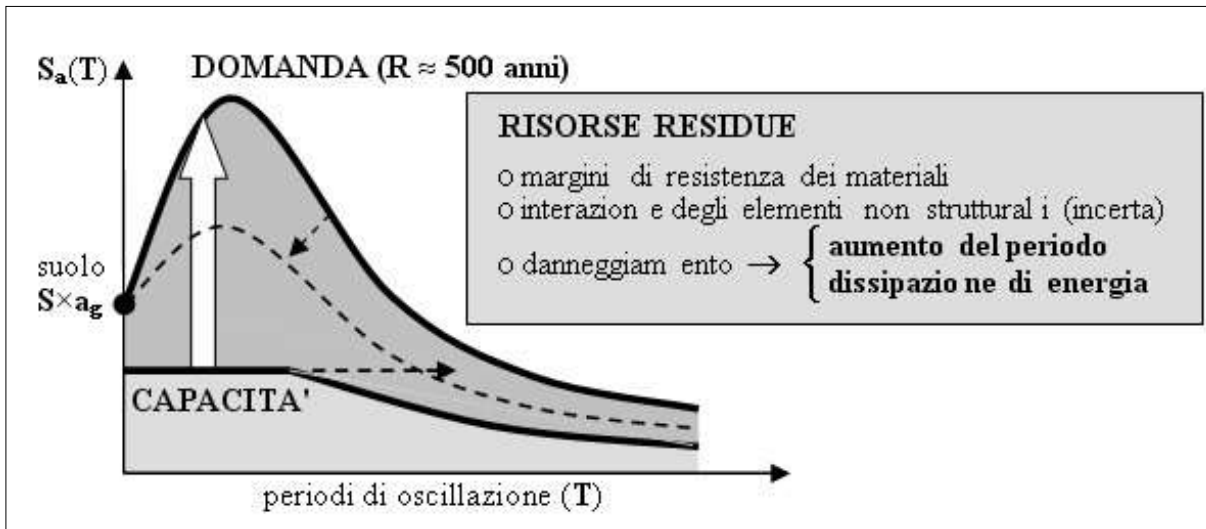 Sa(T)
DOMANDA (R ≈ 500 anni)
RISORSE RESIDUE
o margini di resistenza dei materiali
o interazion e degli elementi non struttural i (incerta)
o danneggiam ento → { aumento del periodo
dissipazio ne di energia
suolo
S×ag
CAPACITA'
periodi di oscillazione (T)